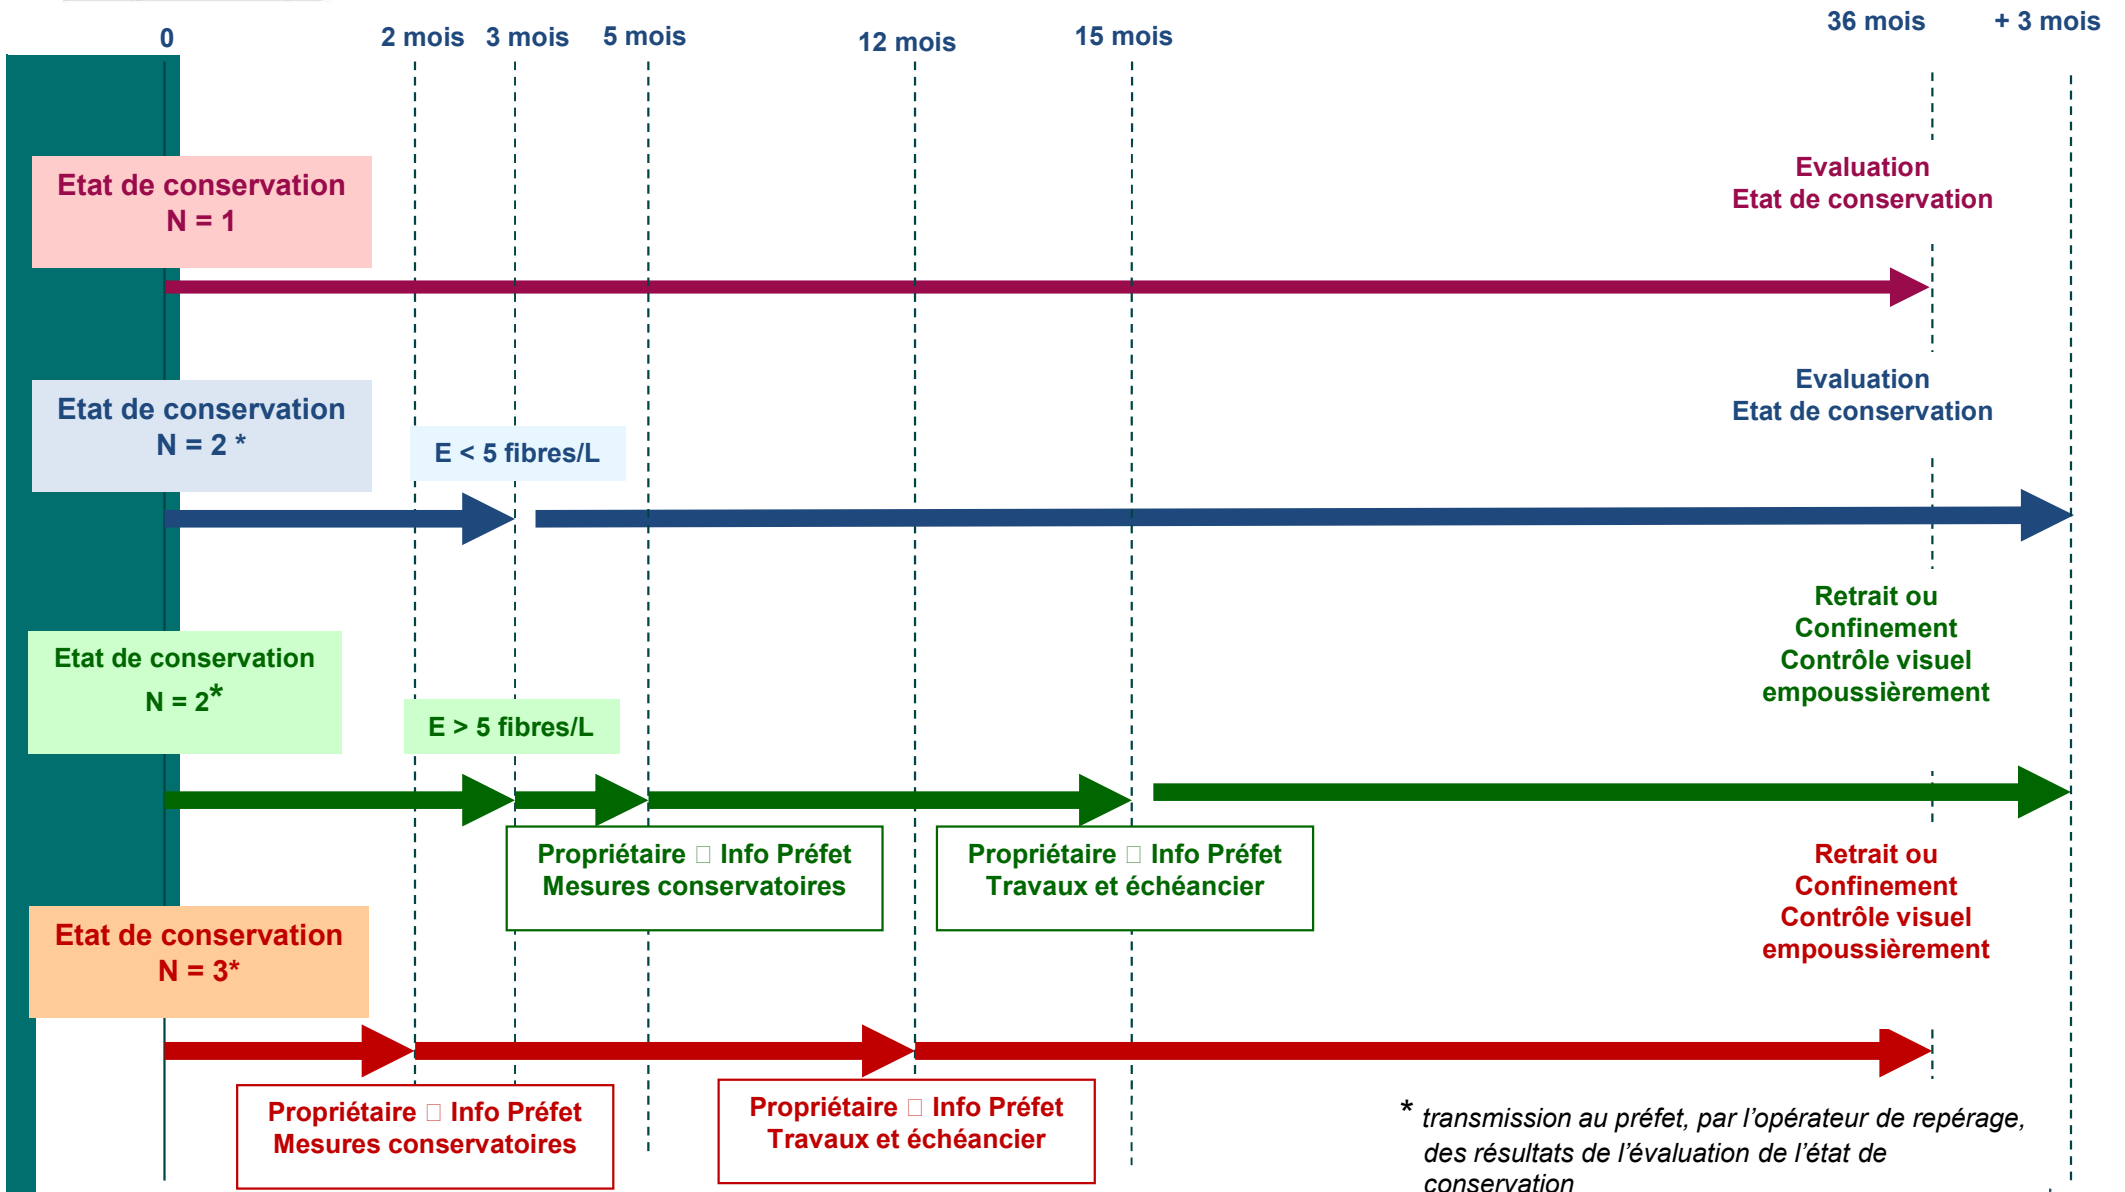 0
2 mois
3 mois
5 mois
12 mois
15 mois
36 mois
+ 3 mois
Etat de conservation
N = 1
Evaluation
Etat de conservation
Etat de conservation
N = 2 *
E < 5 fibres/L
Evaluation
Etat de conservation
Etat de conservation
N = 2*
E > 5 fibres/L
Retrait ou
Confinement
Contrôle visuel
empoussièrement
Propriétaire □ Info Préfet
Mesures conservatoires
Propriétaire □ Info Préfet
Travaux et échéancier
Etat de conservation
N = 3*
Retrait ou
Confinement
Contrôle visuel
empoussièrement
Propriétaire □ Info Préfet
Mesures conservatoires
Propriétaire □ Info Préfet
Travaux et échéancier
* transmission au préfet, par l’opérateur de repérage,
des résultats de l’évaluation de l’état de
conservation